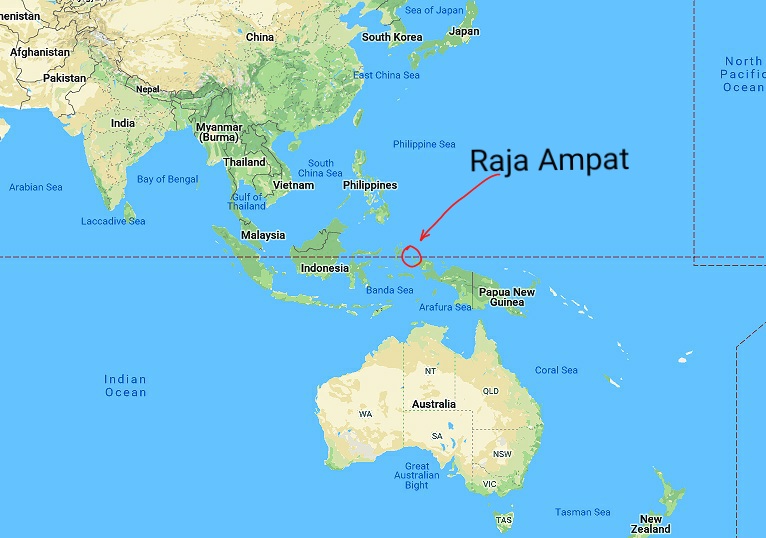 Sea of Japan
Japan
South Korea
China
nenistan
Afghanistan
Pakistan
Nepal
East China Sea
North
Pacific
Ocean
India
Myanmar
(Burma)
Philippine Sea
Raja Ampat
Thailand
South
China Sea
Bay of Bengal
Arabian Sea
Vietnam
Philippines
Gulf of
Thailand
Laccadive Sea
Malaysia
Indonesia
Banda Sea
Papua New
Guinea
Arafura Sea
Indian
Ocean
Coral Sea
NT
QLD
Australia
WA
SA
NSW
Great
Australian
Bight
VIC
TAS
Tasman Sea
New
Zealand